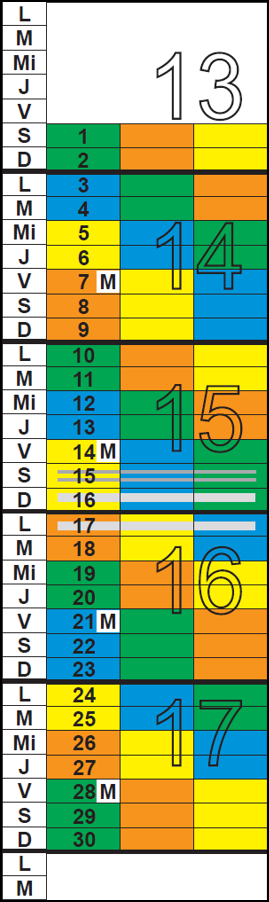 L
M
Mi 13
J
V
S 1
D 2
L 3
M 4
Mi 5 14
J 6
V 7 M
S 8
D 9
L 10
M 11
Mi 12 15
J 13
V 14 M
S 15
D 16
L 17
M 18
Mi 19 16
J 20
V 21 M
S 22
D 23
L 24
M 25
Mi 26 17
J 27
V 28 M
S 29
D 30
L
M